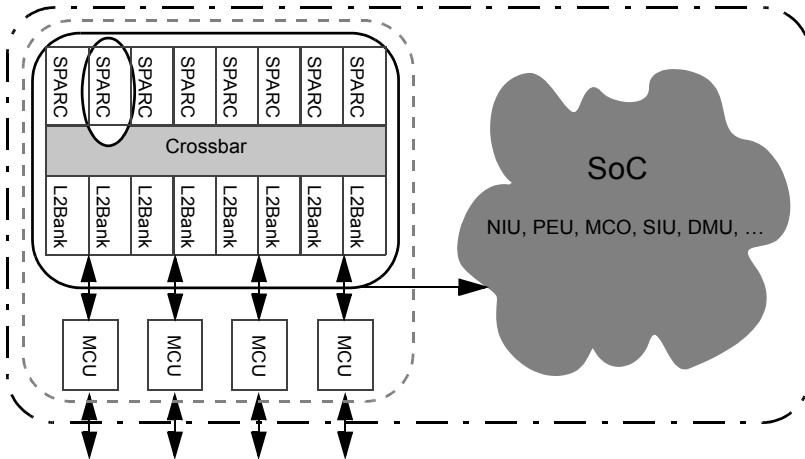 SPARC
SPARC
SPARC
SPARC
SPARC
SPARC
SPARC
SPARC
Crossbar
L2Bank
L2Bank
L2Bank
L2Bank
L2Bank
L2Bank
L2Bank
L2Bank
MCU
MCU
MCU
MCU
SoC
NIU, PEU, MCO, SIU, DMU, ...